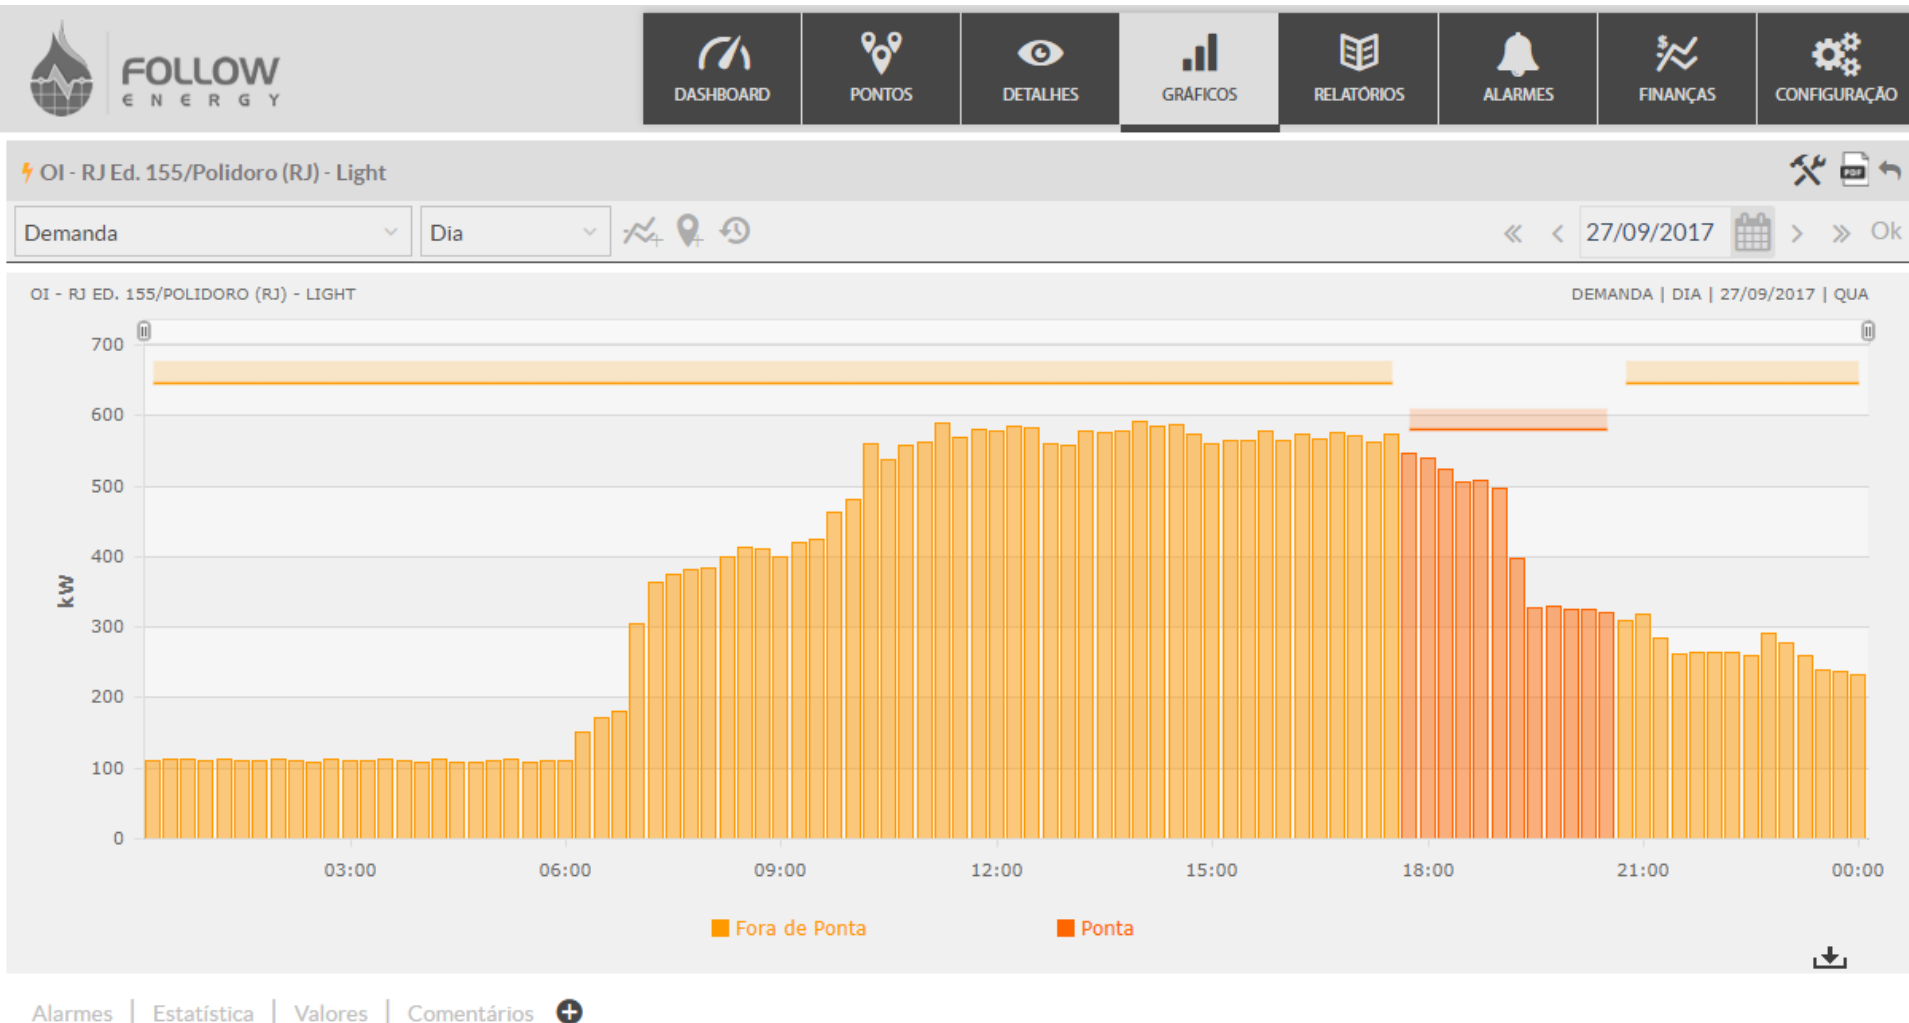 FOLLOW
ENERGY
DASHBOARD
PONTOS
DETALHES
GRÁFICOS
RELATÓRIOS
ALARMES
FINANÇAS
CONFIGURAÇÃO
OI - RJ Ed. 155/Polidoro (RJ) - Light
PDF
Demanda
Dia
27/09/2017
Ok
OI - RJ ED. 155/POLIDORO (RJ) - LIGHT
DEMANDA | DIA | 27/09/2017 | QUA
700
600
500
400
300
200
100
0
kW
03:00
06:00
09:00
12:00
15:00
18:00
21:00
00:00
Fora de Ponta
Ponta
Alarmes | Estatística | Valores | Comentários